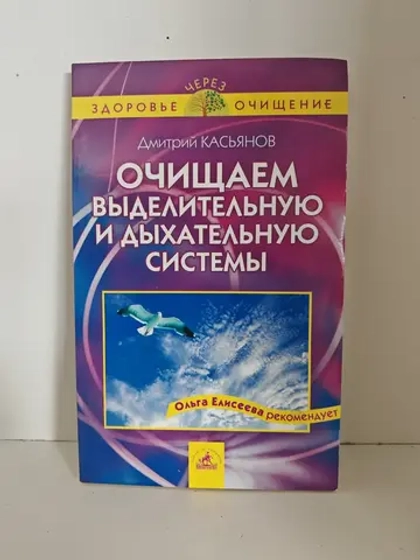 ЧЕРЕЗ
ЗДОРОВЬЕ ОЧИЩЕНИЕ
Дмитрий КАСЬЯНОВ
ОЧИЩАЕМ
ВЫДЕЛИТЕЛЬНУЮ
И ДЫХАТЕЛЬНУЮ
СИСТЕМЫ
Ольга Елисеева рекомендует